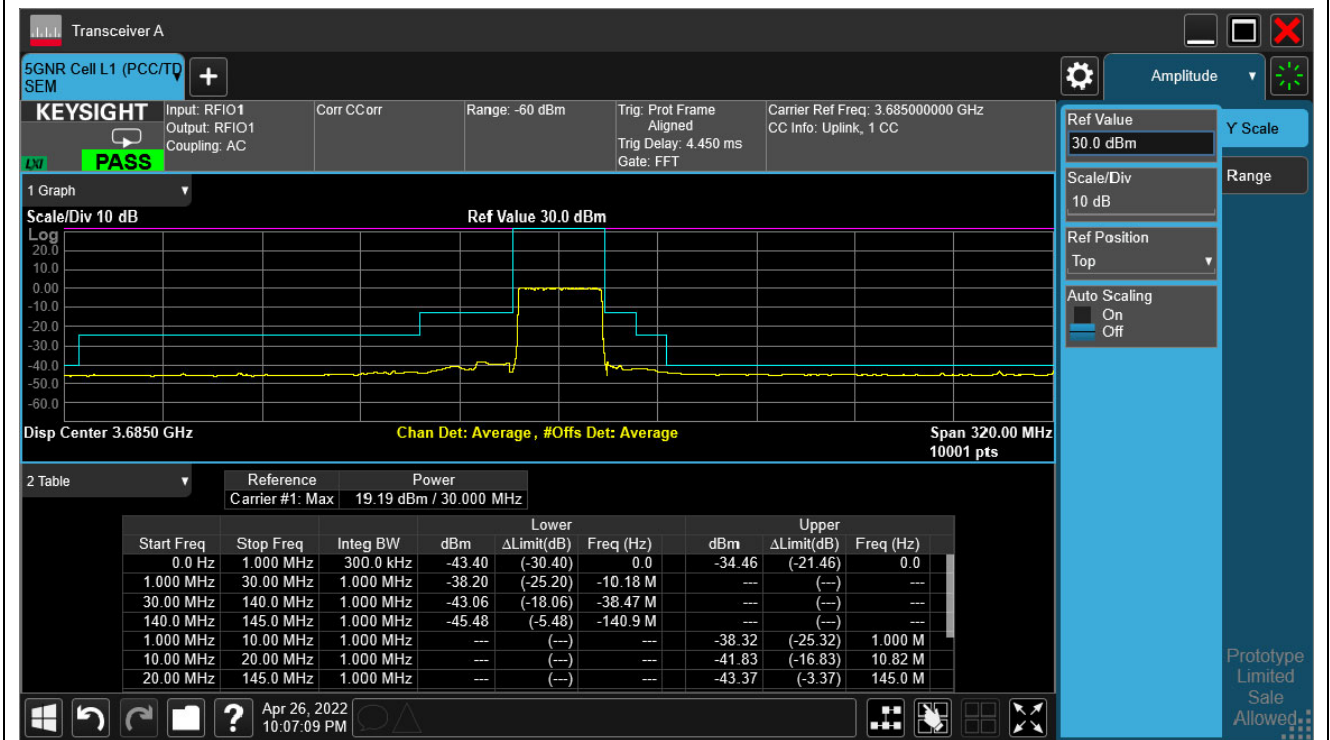 Transceiver A
5GNR Cell L1 (PCC/TD
SEM
+
Amplitude
KEYSIGHT
LXI
PASS
Input: RFIO1
Output: RFIO1
Coupling: AC
Corr CCorr
Range: -60 dBm
Trig: Prot Frame
Aligned
Trig Delay: 4.450 ms
Gate: FFT
Carrier Ref Freq: 3.685000000 GHz
CC Info: Uplink, 1 CC
Ref Value
30.0 dBm
Y Scale
Scale/Div
10 dB
Range
Ref Position
Top
Auto Scaling
On
Off
1 Graph
Scale/Div 10 dB
Ref Value 30.0 dBm
Log
20.0
10.0
0.00
-10.0
-20.0
-30.0
-40.0
-50.0
-60.0
Disp Center 3.6850 GHz
Chan Det: Average , #Offs Det: Average
Span 320.00 MHz
10001 pts
2 Table
Reference Power
Carrier #1: Max 19.19 dBm / 30.000 MHz
Lower Upper
Start Freq Stop Freq Integ BW dBm ΔLimit(dB) Freq (Hz) dBm ΔLimit(dB) Freq (Hz)
0.0 Hz 1.000 MHz 300.0 kHz -43.40 (-30.40) 0.0 -34.46 (-21.46) 0.0
1.000 MHz 30.00 MHz 1.000 MHz -38.20 (-25.20) -10.18 M --- (---) ---
30.00 MHz 140.0 MHz 1.000 MHz -43.06 (-18.06) -38.47 M --- (---) ---
140.0 MHz 145.0 MHz 1.000 MHz -45.48 (-5.48) -140.9 M --- (---) ---
1.000 MHz 10.00 MHz 1.000 MHz --- (---) --- -38.32 (-25.32) 1.000 M
10.00 MHz 20.00 MHz 1.000 MHz --- (---) --- -41.83 (-16.83) 10.82 M
20.00 MHz 145.0 MHz 1.000 MHz --- (---) --- -43.37 (-3.37) 145.0 M
Prototype
Limited
Sale
Allowed
?
Apr 26, 2022
10:07:09 PM